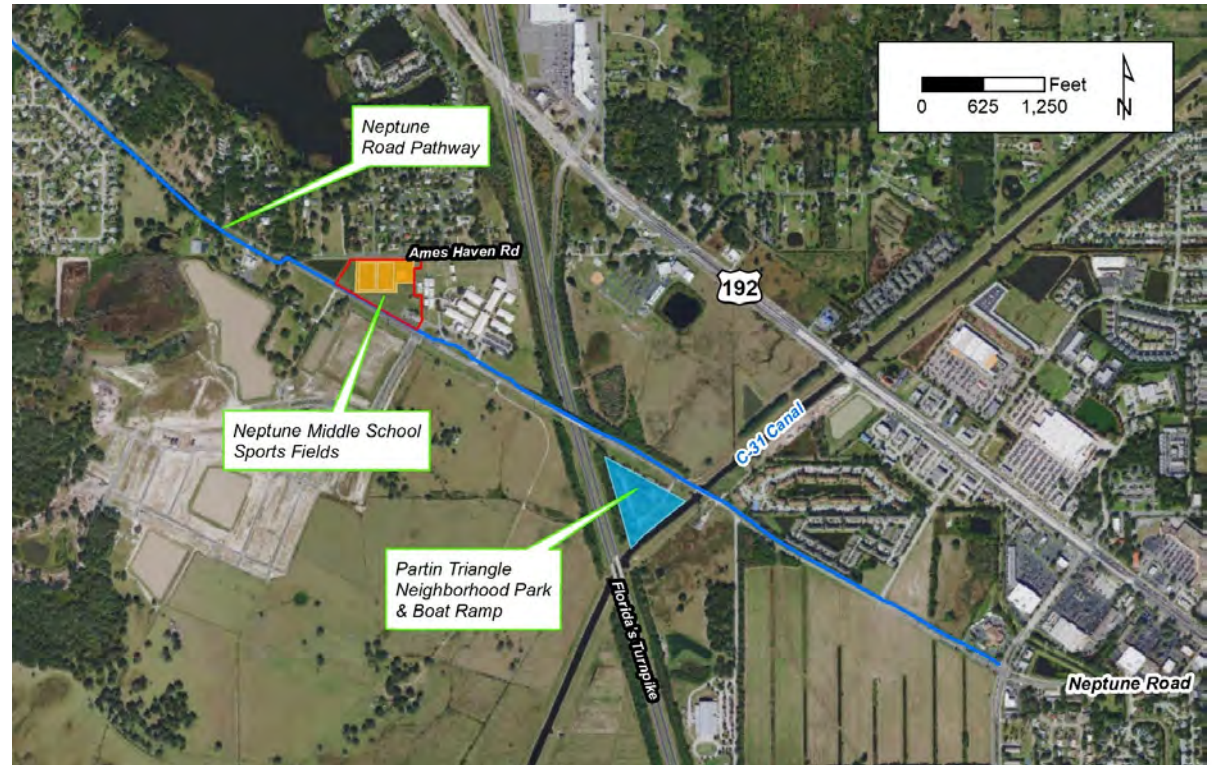 Feet
0 625 1,250
N
Neptune
Road Pathway
Ames Haven Rd
192
C-31 Canal
Neptune Middle School
Sports Fields
Partin Triangle
Neighborhood Park
& Boat Ramp
Florida's Turnpike
Neptune Road